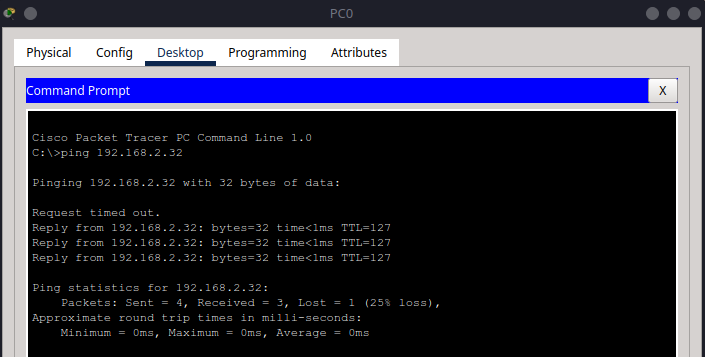 PC0
Physical Config Desktop Programming Attributes
Command Prompt X
Cisco Packet Tracer PC Command Line 1.0
C:\>ping 192.168.2.32
Pinging 192.168.2.32 with 32 bytes of data:
Request timed out.
Reply from 192.168.2.32: bytes=32 time<1ms TTL=127
Reply from 192.168.2.32: bytes=32 time<1ms TTL=127
Reply from 192.168.2.32: bytes=32 time<1ms TTL=127
Ping statistics for 192.168.2.32:
Packets: Sent = 4, Received = 3, Lost = 1 (25% loss),
Approximate round trip times in milli-seconds:
Minimum = 0ms, Maximum = 0ms, Average = 0ms